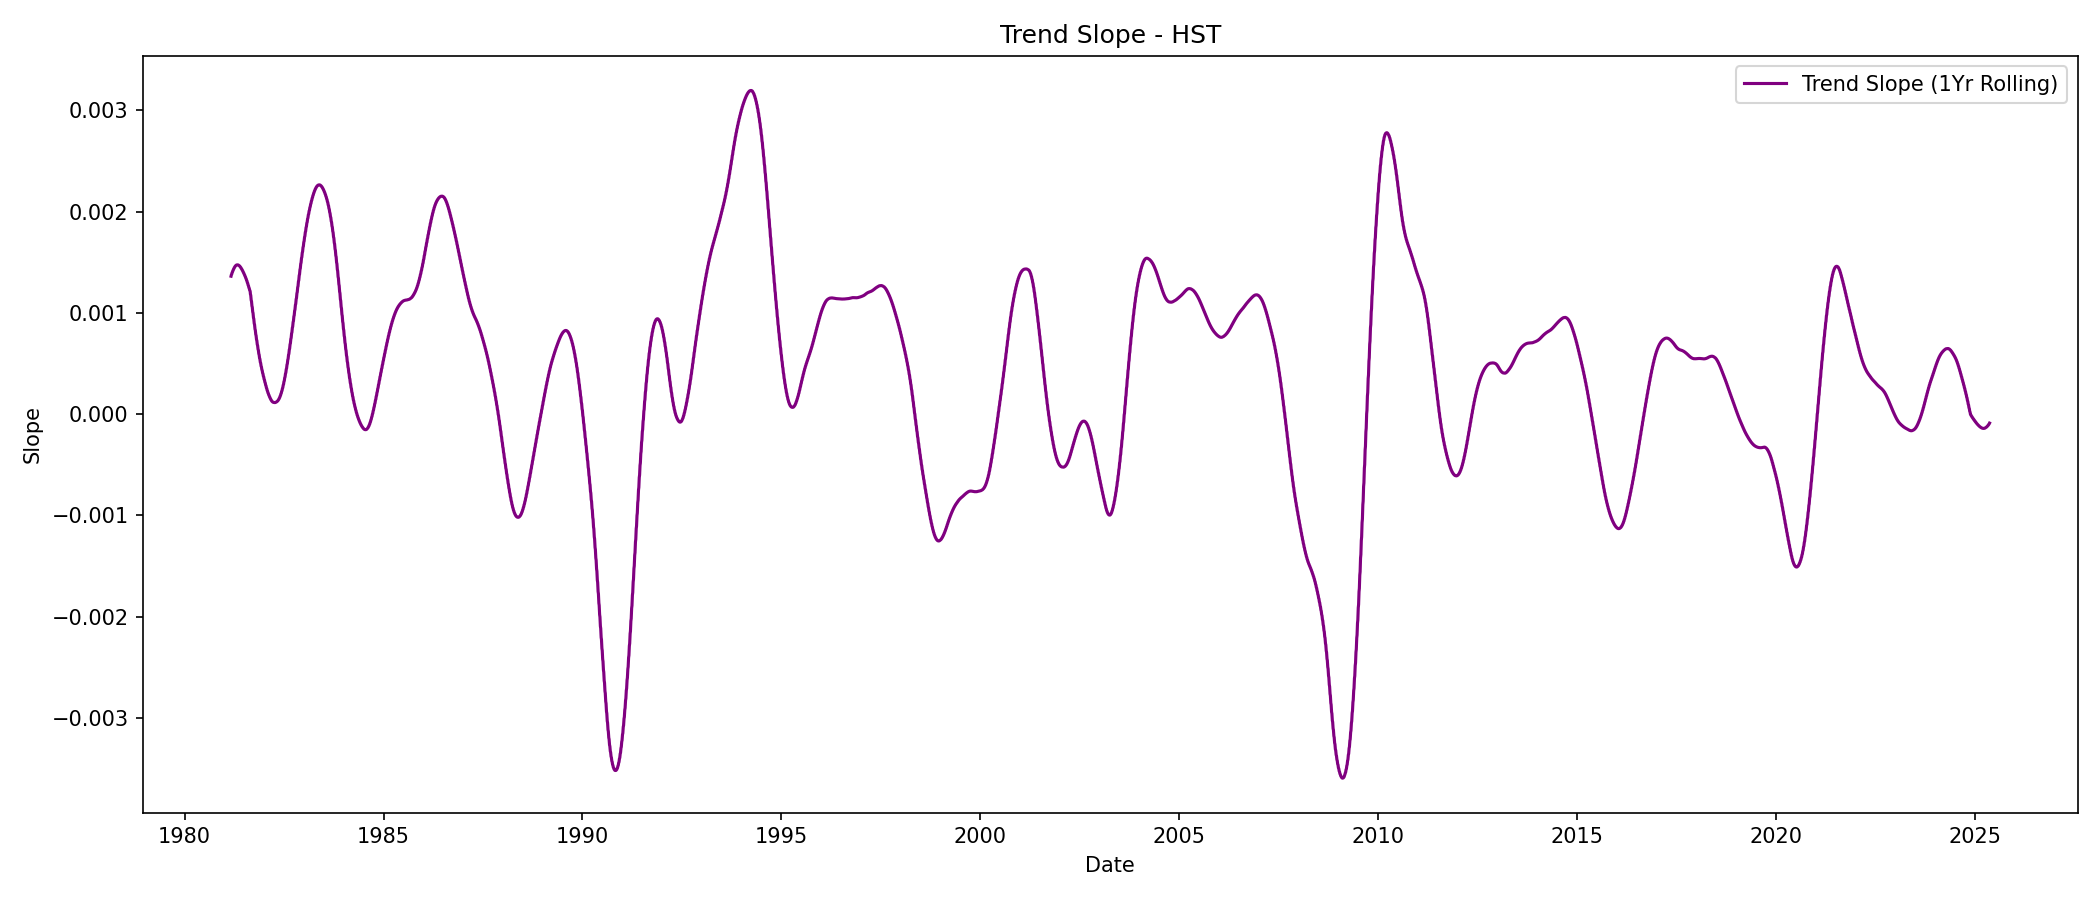 Trend Slope - HST
Trend Slope (1Yr Rolling)
Slope
0.003
0.002
0.001
0.000
−0.001
−0.002
−0.003
1980 1985 1990 1995 2000 2005 2010 2015 2020 2025
Date